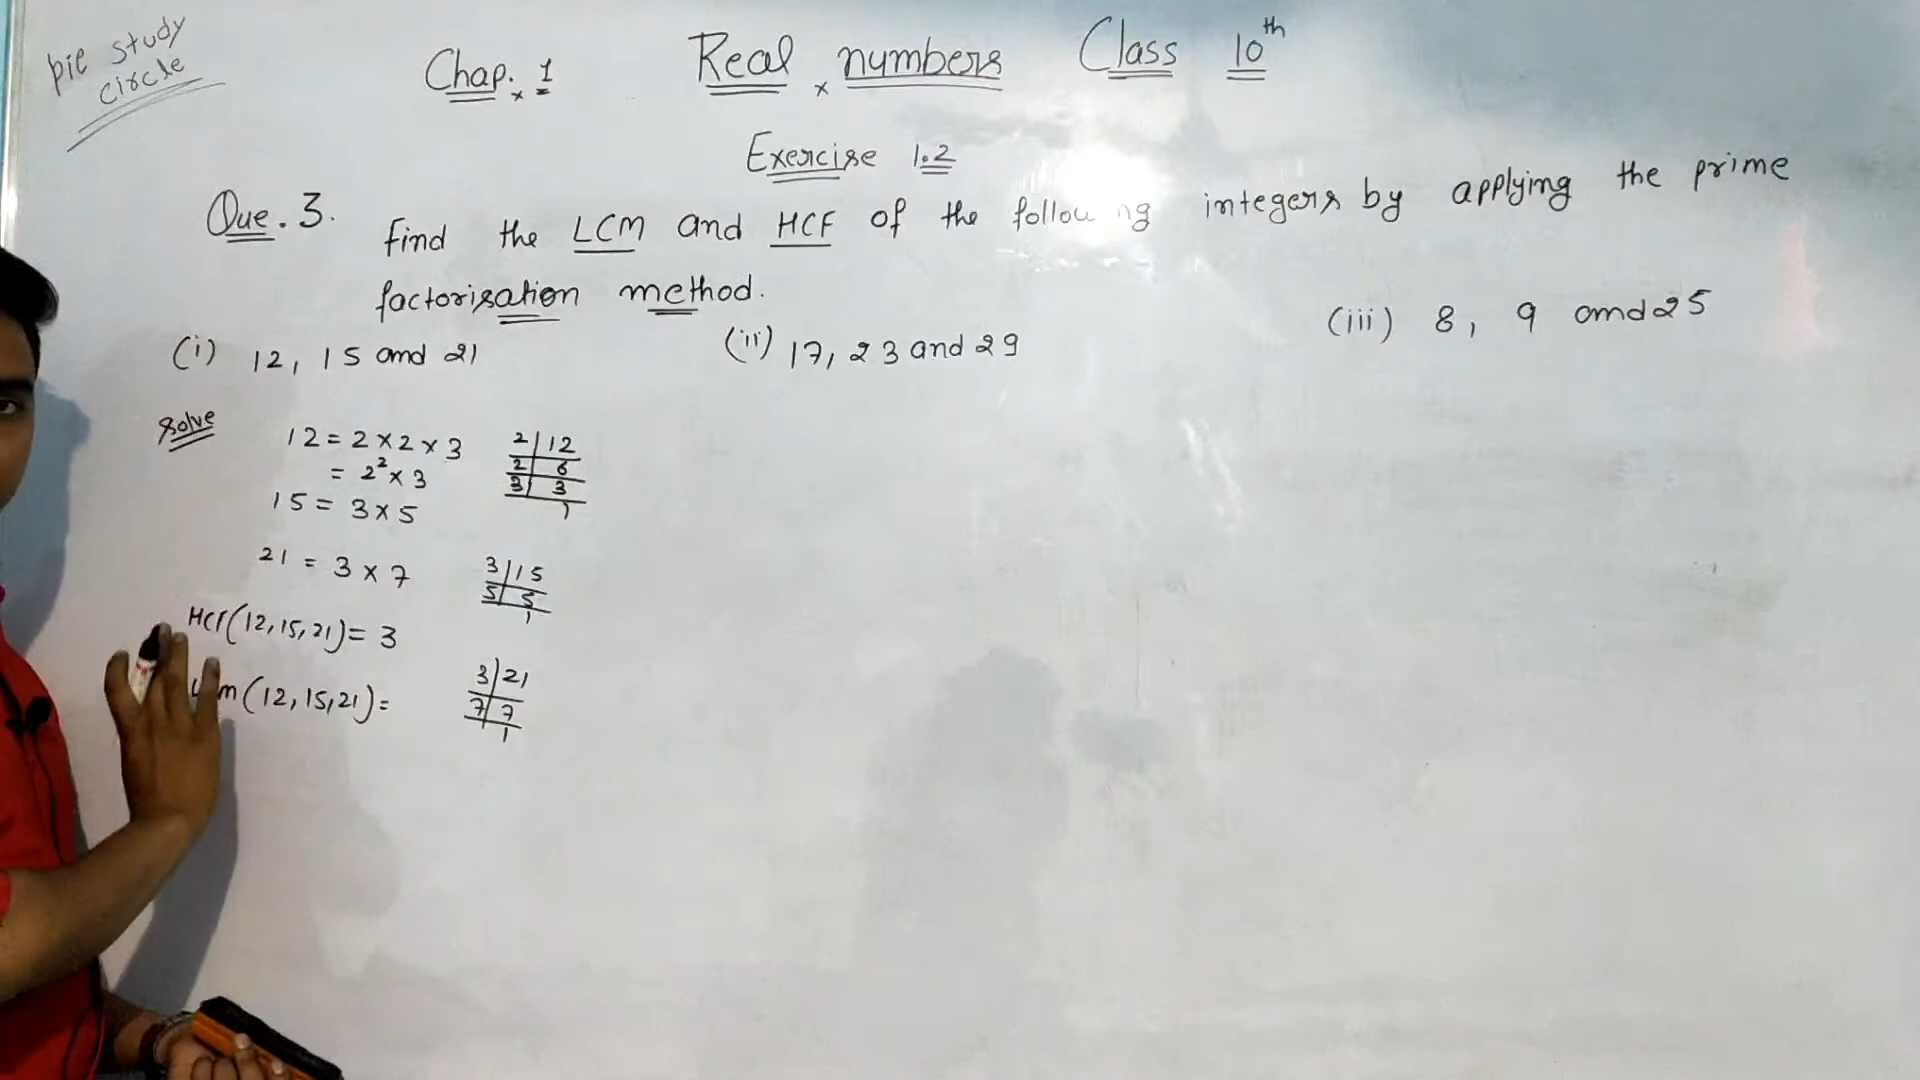 pie study
circle
Chap. 1 Real numbers Class 10th
Exercise 1.2
Que. 3. find the LCM and HCF of the following integers by applying the prime
factorisation method.
(i) 12, 15 and 21 (ii) 17, 23 and 29 (iii) 8, 9 and 25
Solve
12 = 2 × 2 × 3
= 2² × 3
15 = 3 × 5
21 = 3 × 7
HCF (12, 15, 21) = 3
LCM (12, 15, 21) =
2 | 12
2 | 6
3 | 3
1
3 | 15
5 | 5
1
3 | 21
7 | 7
1